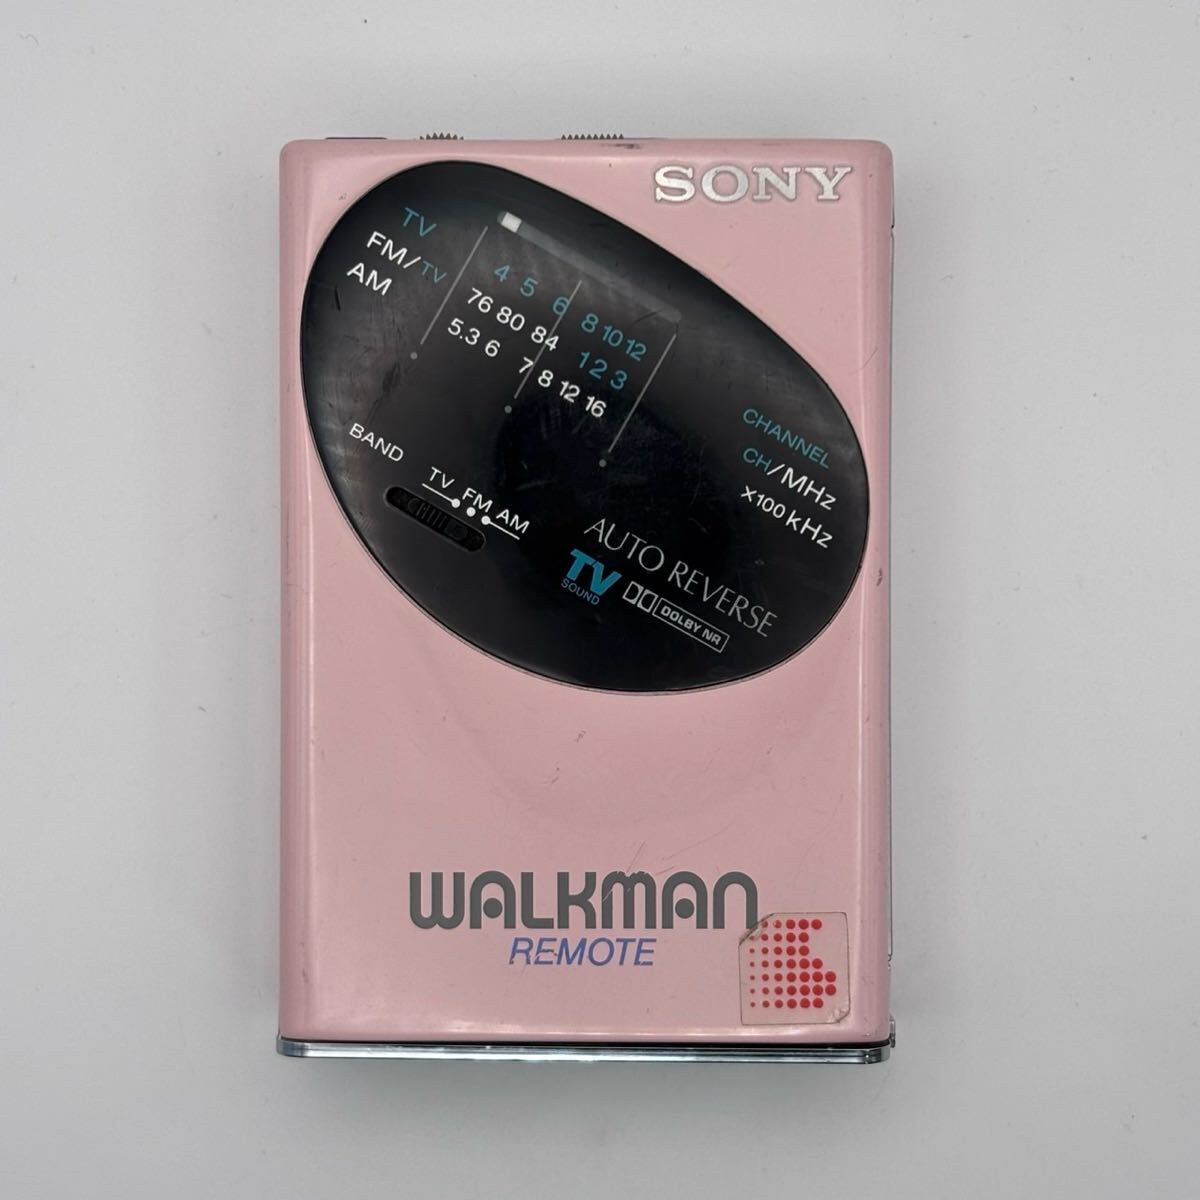 SONY
TV
FM/TV
AM
4 5 6 8 10 12
76 80 84 1 2 3
5.3 6 7 8 12 16
CHANNEL
CH/MHz
X100kHz
BAND
TV FM AM
AUTO REVERSE
TV
SOUND
DOLBY NR
WALKMAN
REMOTE